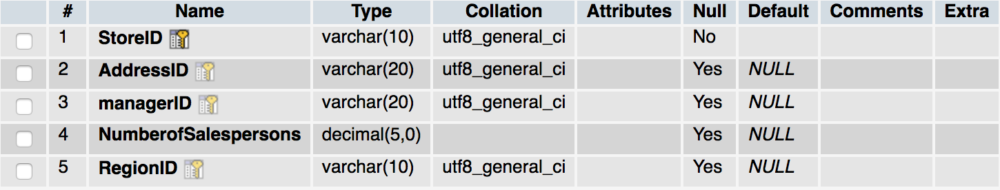 # Name Type Collation Attributes Null Default Comments Extra
1 StoreID varchar(10) utf8_general_ci No
2 AddressID varchar(20) utf8_general_ci Yes NULL
3 managerID varchar(20) utf8_general_ci Yes NULL
4 NumberofSalespersons decimal(5,0) Yes NULL
5 RegionID varchar(10) utf8_general_ci Yes NULL